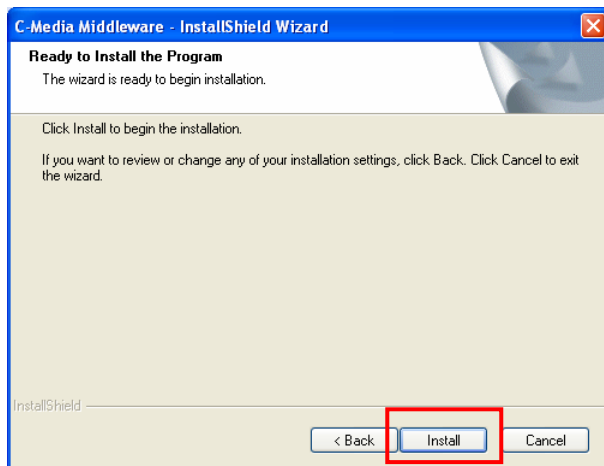 C-Media Middleware - InstallShield Wizard
Ready to Install the Program
The wizard is ready to begin installation.
Click Install to begin the installation.
If you want to review or change any of your installation settings, click Back. Click Cancel to exit
the wizard.
InstallShield
< Back Install Cancel